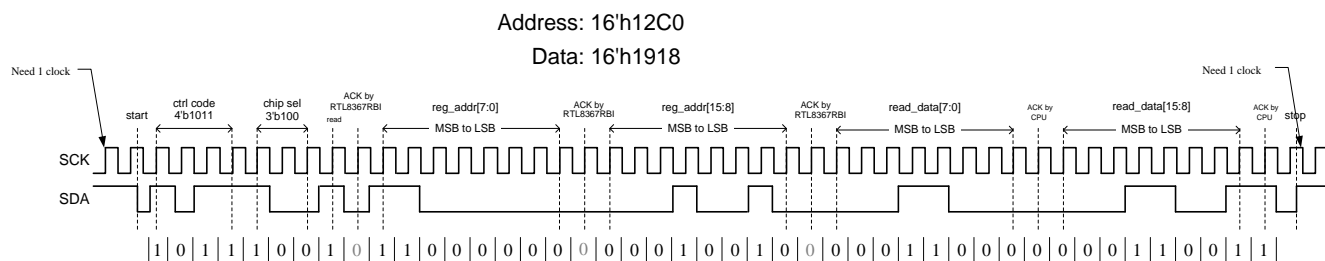 Address: 16'h12C0
Data: 16'h1918
Need 1 clock
Need 1 clock
start
ctrl code
4'b1011
chip sel
3'b100
read
ACK by
RTL8367RBI
reg_addr[7:0]
MSB to LSB
ACK by
RTL8367RBI
reg_addr[15:8]
MSB to LSB
ACK by
RTL8367RBI
read_data[7:0]
MSB to LSB
ACK by
CPU
read_data[15:8]
MSB to LSB
ACK by
CPU
stop
SCK
SDA
1 0 1 1 1 0 0 1 0 1 1 0 0 0 0 0 0 0 0 0 0 1 0 0 1 0 0 0 0 0 1 1 0 0 0 0 0 0 0 1 1 0 0 1 1